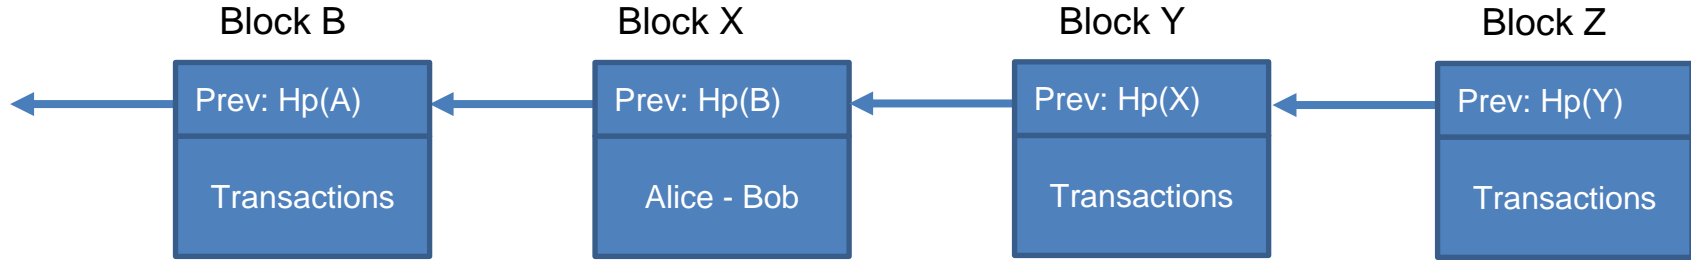 Block B
Block X
Block Y
Block Z
Prev: Hp(A)
Prev: Hp(B)
Prev: Hp(X)
Prev: Hp(Y)
Transactions
Alice - Bob
Transactions
Transactions